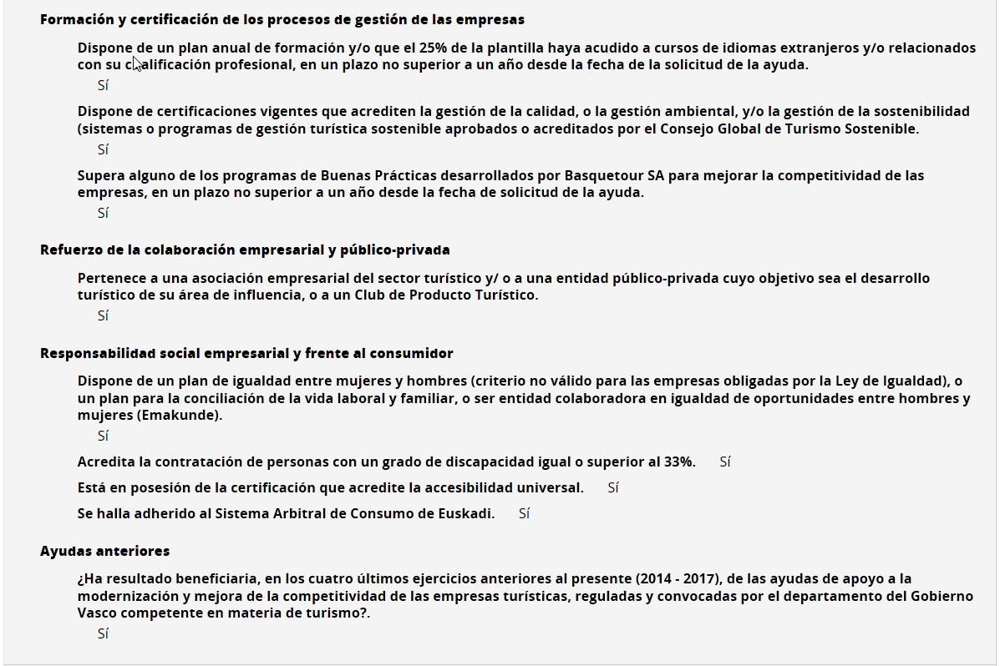 Formación y certificación de los procesos de gestión de las empresas
Dispone de un plan anual de formación y/o que el 25% de la plantilla haya acudido a cursos de idiomas extranjeros y/o relacionados
con su cualificación profesional, en un plazo no superior a un año desde la fecha de la solicitud de la ayuda.
Sí
Dispone de certificaciones vigentes que acrediten la gestión de la calidad, o la gestión ambiental, y/o la gestión de la sostenibilidad
(sistemas o programas de gestión turística sostenible aprobados o acreditados por el Consejo Global de Turismo Sostenible.
Sí
Supera alguno de los programas de Buenas Prácticas desarrollados por Basquetour SA para mejorar la competitividad de las
empresas, en un plazo no superior a un año desde la fecha de solicitud de la ayuda.
Sí
Refuerzo de la colaboración empresarial y público-privada
Pertenece a una asociación empresarial del sector turístico y/ o a una entidad público-privada cuyo objetivo sea el desarrollo
turístico de su área de influencia, o a un Club de Producto Turístico.
Sí
Responsabilidad social empresarial y frente al consumidor
Dispone de un plan de igualdad entre mujeres y hombres (criterio no válido para las empresas obligadas por la Ley de Igualdad), o
un plan para la conciliación de la vida laboral y familiar, o ser entidad colaboradora en igualdad de oportunidades entre hombres y
mujeres (Emakunde).
Sí
Acredita la contratación de personas con un grado de discapacidad igual o superior al 33%. Sí
Está en posesión de la certificación que acredite la accesibilidad universal. Sí
Se halla adherido al Sistema Arbitral de Consumo de Euskadi. Sí
Ayudas anteriores
¿Ha resultado beneficiaria, en los cuatro últimos ejercicios anteriores al presente (2014 - 2017), de las ayudas de apoyo a la
modernización y mejora de la competitividad de las empresas turísticas, reguladas y convocadas por el departamento del Gobierno
Vasco competente en materia de turismo?.
Sí